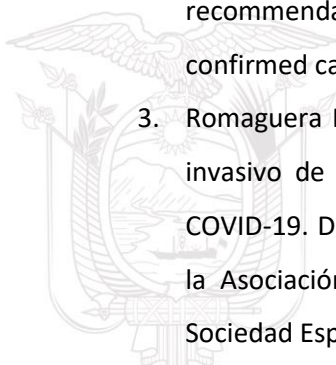 recommenda
confirmed ca
3. Romaguera
invasivo de
COVID-19. D
la Asociación
Sociedad Esp